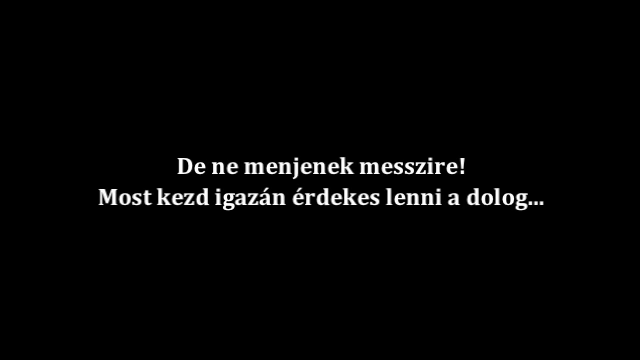 De ne menjenek messzire!
Most kezd igazán érdekes lenni a dolog...